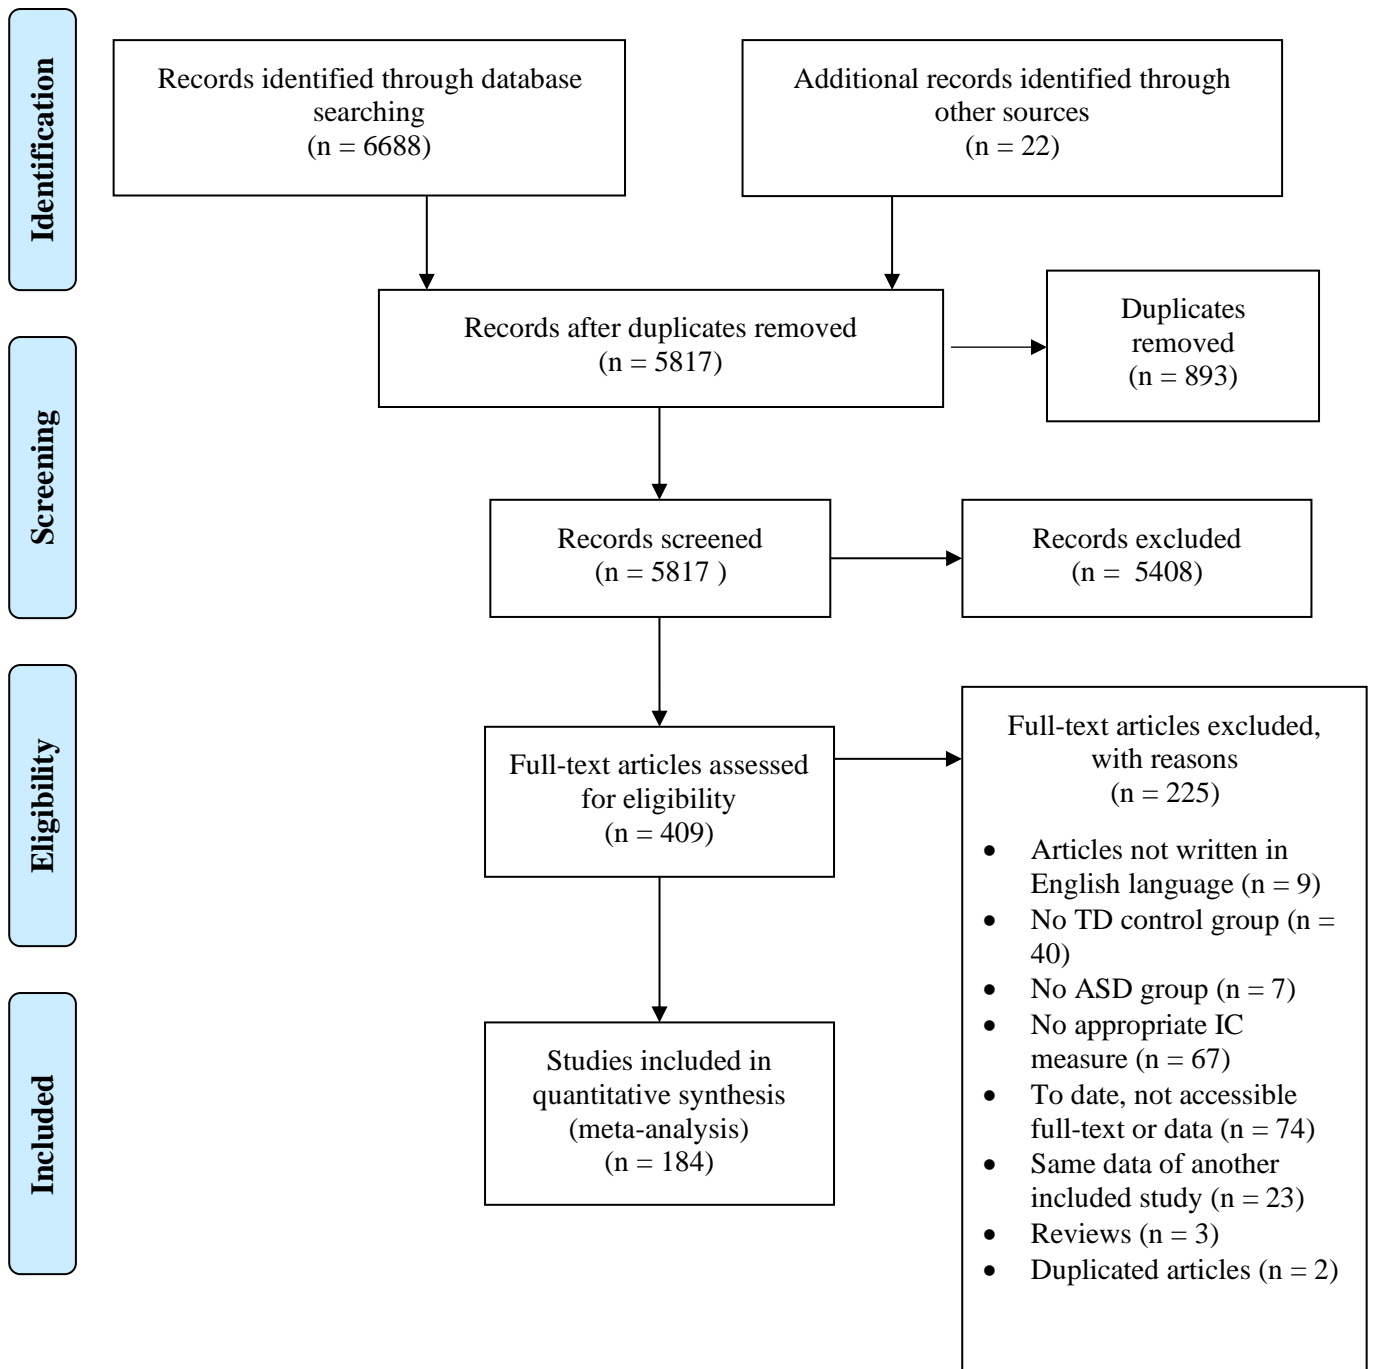 Identification
Records identified through database
searching
(n = 6688)
Additional records identified through
other sources
(n = 22)
Records after duplicates removed
(n = 5817)
Duplicates
removed
(n = 893)
Screening
Records screened
(n = 5817 )
Records excluded
(n =  5408)
Eligibility
Full-text articles assessed
for eligibility
(n = 409)
Full-text articles excluded,
with reasons
(n = 225)
• Articles not written in
English language (n = 9)
• No TD control group (n =
40)
• No ASD group (n = 7)
• No appropriate IC
measure (n = 67)
• To date, not accessible
full-text or data (n = 74)
• Same data of another
included study (n = 23)
• Reviews (n = 3)
• Duplicated articles (n = 2)
Included
Studies included in
quantitative synthesis
(meta-analysis)
(n = 184)